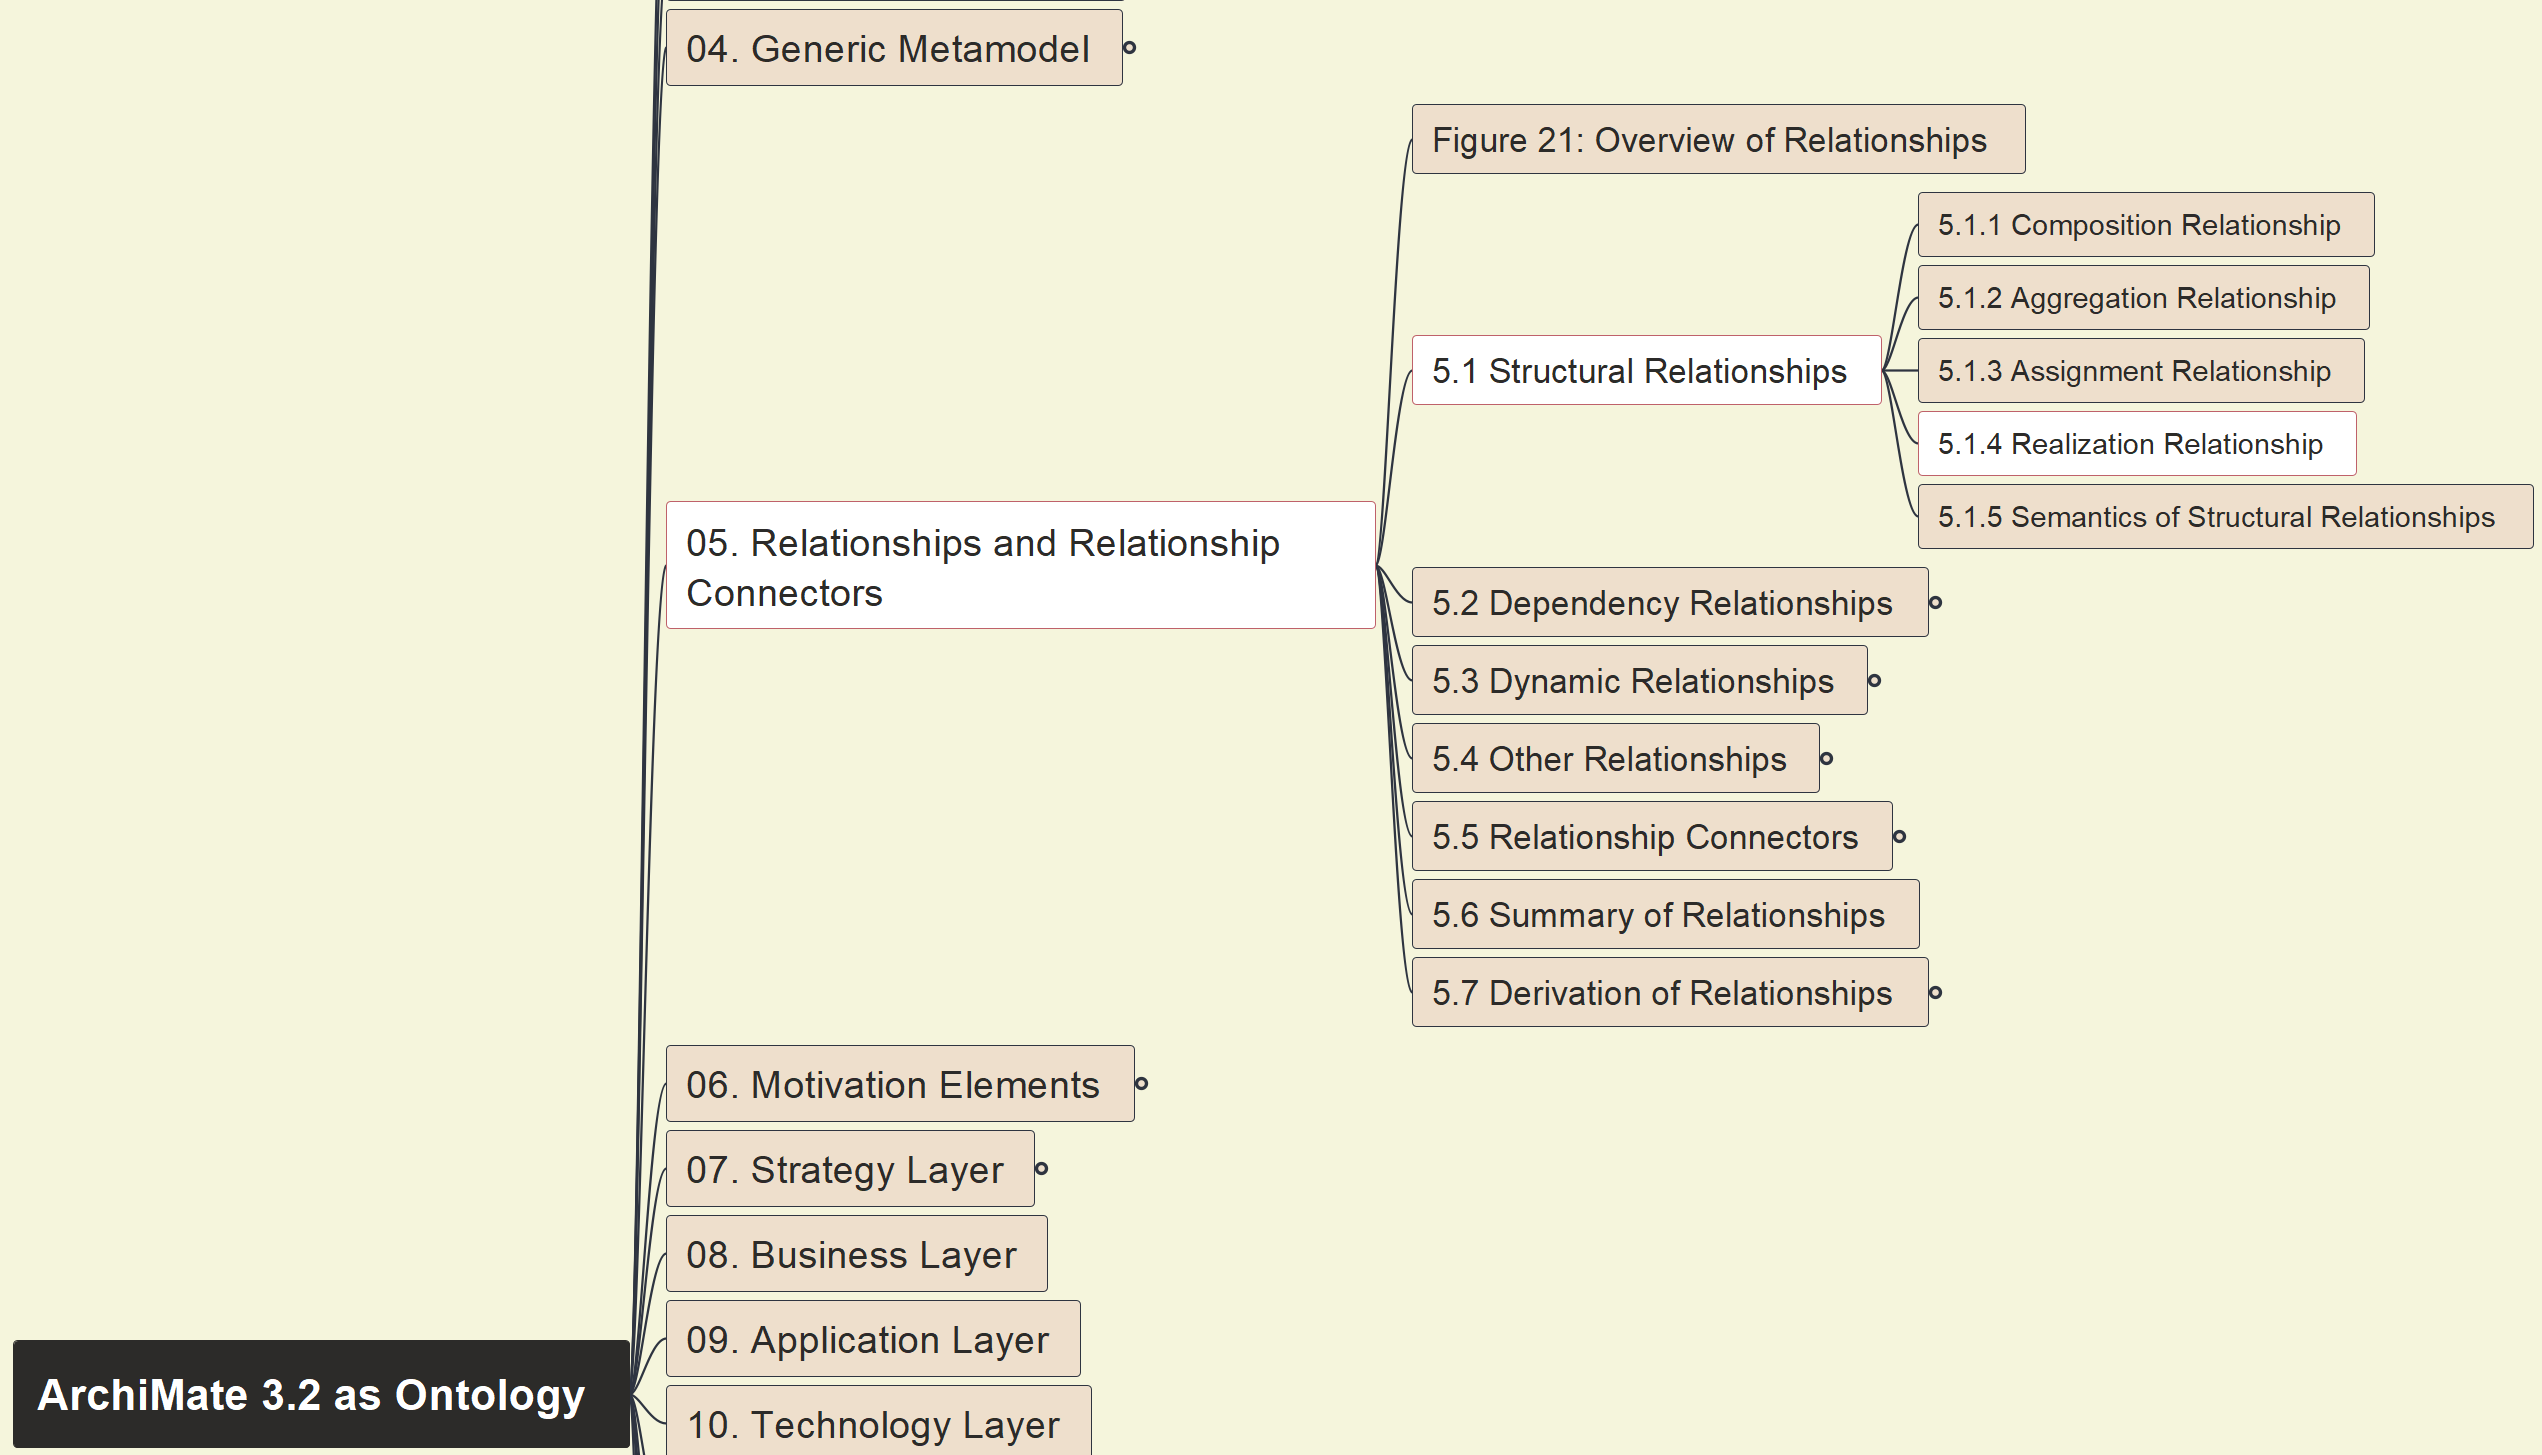 04. Generic Metamodel
Figure 21: Overview of Relationships
5.1.1 Composition Relationship
5.1.2 Aggregation Relationship
5.1 Structural Relationships
5.1.3 Assignment Relationship
5.1.4 Realization Relationship
5.1.5 Semantics of Structural Relationships
05. Relationships and Relationship
Connectors
5.2 Dependency Relationships
5.3 Dynamic Relationships
5.4 Other Relationships
5.5 Relationship Connectors
5.6 Summary of Relationships
5.7 Derivation of Relationships
06. Motivation Elements
07. Strategy Layer
08. Business Layer
09. Application Layer
ArchiMate 3.2 as Ontology
10. Technology Layer